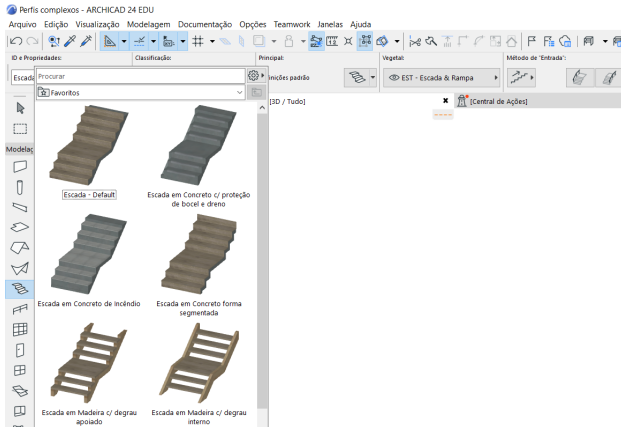 Perfis complexos - ARCHICAD 24 EDU
Arquivo Edição Visualização Modelagem Documentação Opções Teamwork Janelas Ajuda
ID e Propriedades: Classificação: Principal: Vegetal: Método de "Entrada":
Escada
Procurar
inições padrão
EST - Escada & Rampa
Favoritos
[3D / Tudo]
[Central de Ações]
Modelaç
Escada - Default
Escada em Concreto c/ proteção
de bocel e dreno
Escada em Concreto de Incêndio
Escada em Concreto forma
segmentada
Escada em Madeira c/ degrau
apoiado
Escada em Madeira c/ degrau
interno